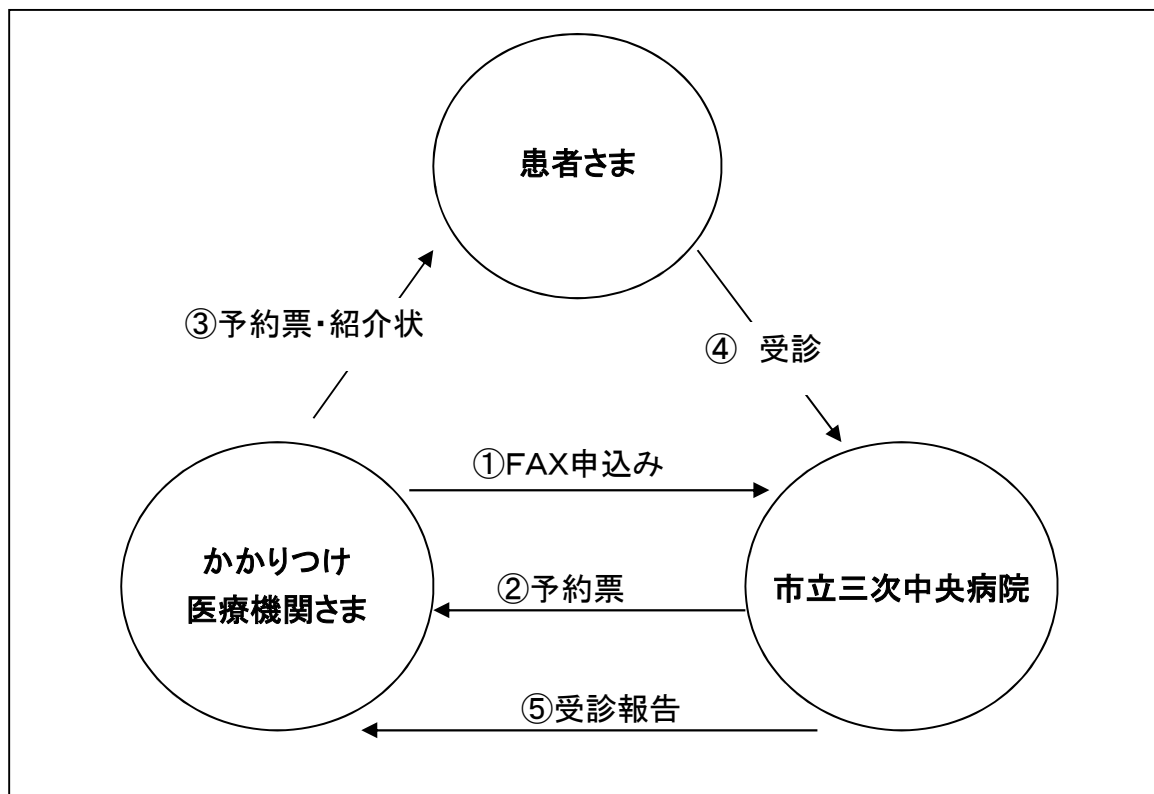 患者さま
③予約票・紹介状
④　受診
①FAX申込み
かかりつけ
医療機関さま
②予約票
市立三次中央病院
⑤受診報告